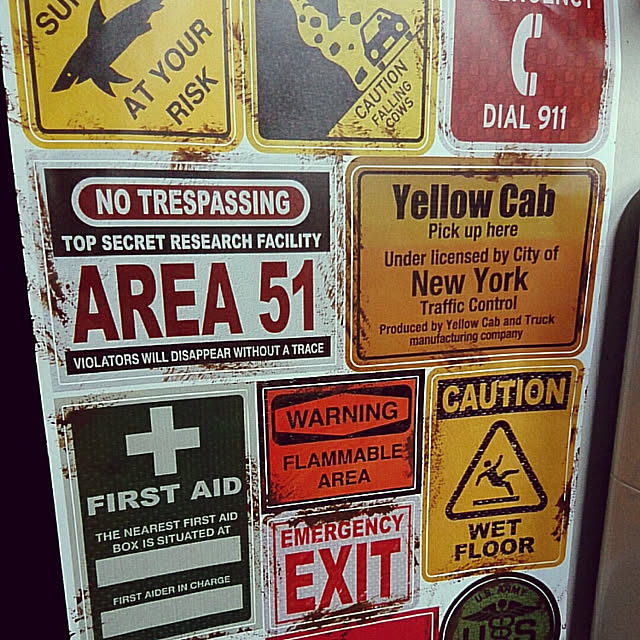 AT YOUR
RISK
CAUTION
FALLING
COWS
DIAL 911
NO TRESPASSING
TOP SECRET RESEARCH FACILITY
AREA 51
VIOLATORS WILL DISAPPEAR WITHOUT A TRACE
Yellow Cab
Pick up here
Under licensed by City of
New York
Traffic Control
Produced by Yellow Cab and Truck
manufacturing company
FIRST AID
THE NEAREST FIRST AID
BOX IS SITUATED AT
FIRST AIDER IN CHARGE
WARNING
FLAMMABLE
AREA
EMERGENCY
EXIT
CAUTION
WET
FLOOR
U.S. ARMY
US